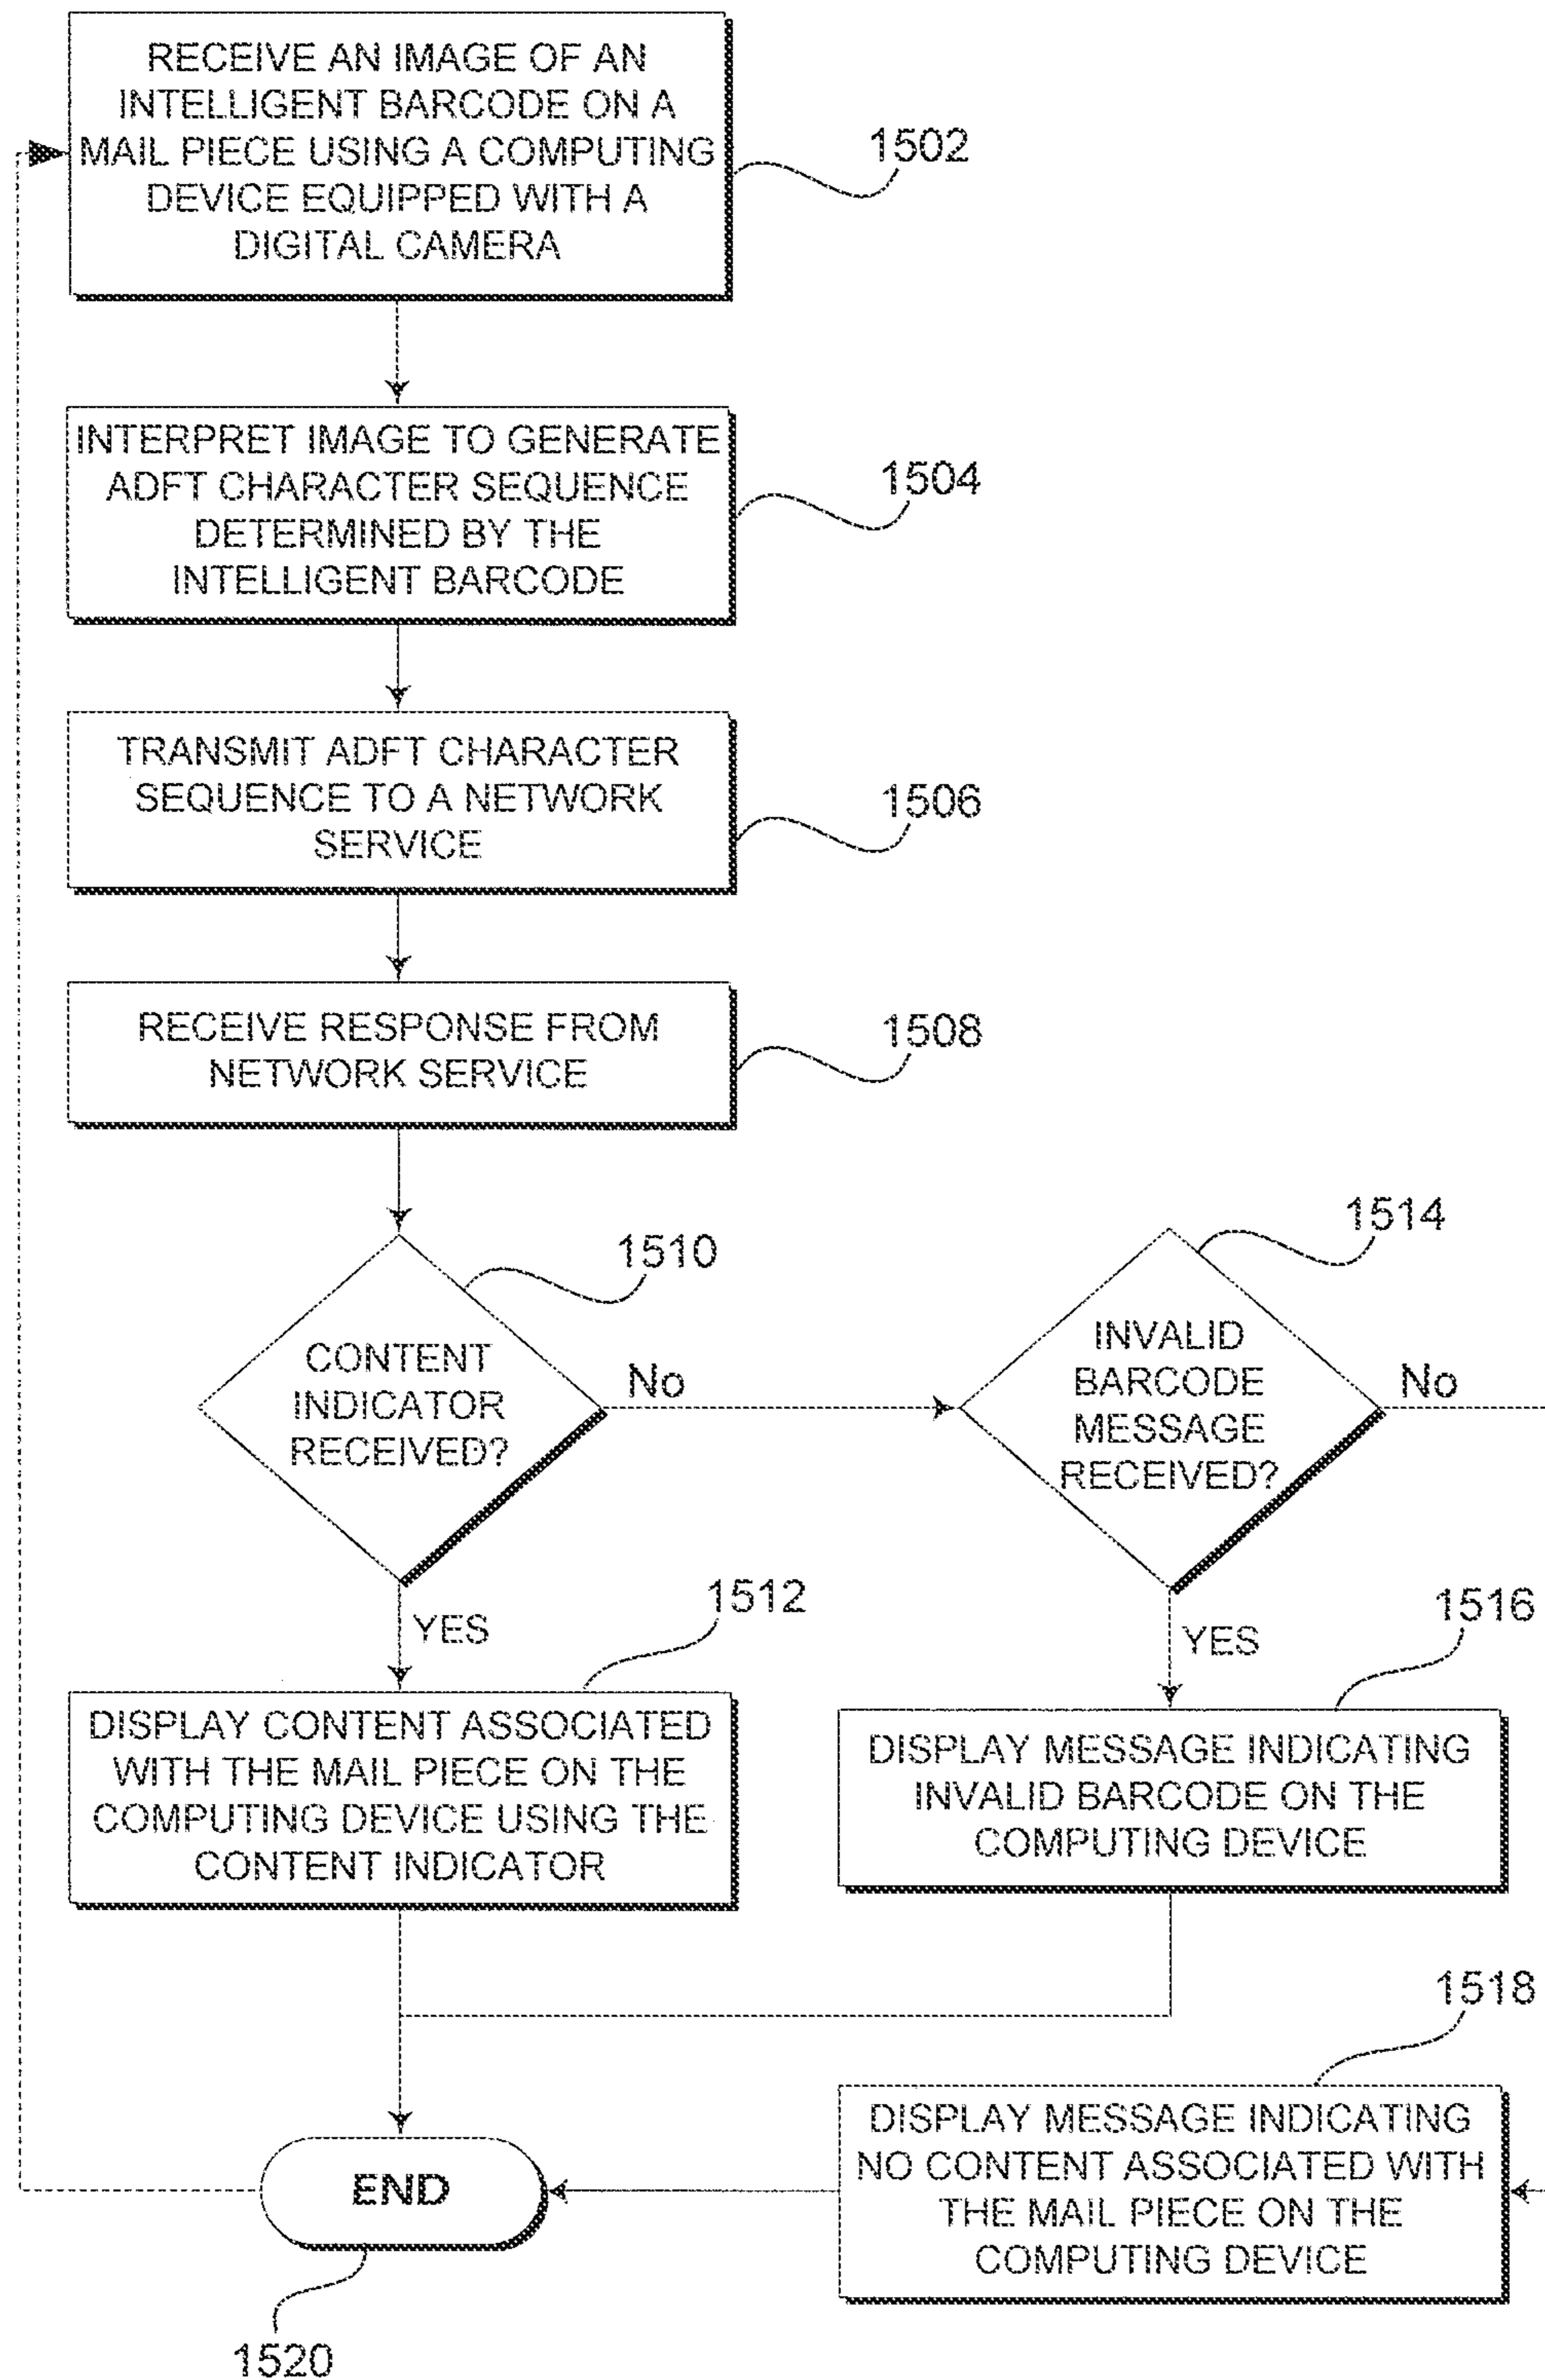 RECEIVE AN IMAGE OF AN
INTELLIGENT BARCODE ON A
MAIL PIECE USING A COMPUTING
DEVICE EQUIPPED WITH A
DIGITAL CAMERA
1502
INTERPRET IMAGE TO GENERATE
ADFT CHARACTER SEQUENCE
DETERMINED BY THE
INTELLIGENT BARCODE
1504
TRANSMIT ADFT CHARACTER
SEQUENCE TO A NETWORK
SERVICE
1506
RECEIVE RESPONSE FROM
NETWORK SERVICE
1508
1510
CONTENT
INDICATOR
RECEIVED?
No
YES
1514
INVALID
BARCODE
MESSAGE
RECEIVED?
No
YES
1512
DISPLAY CONTENT ASSOCIATED
WITH THE MAIL PIECE ON THE
COMPUTING DEVICE USING THE
CONTENT INDICATOR
1516
DISPLAY MESSAGE INDICATING
INVALID BARCODE ON THE
COMPUTING DEVICE
1518
DISPLAY MESSAGE INDICATING
NO CONTENT ASSOCIATED WITH
THE MAIL PIECE ON THE
COMPUTING DEVICE
END
1520